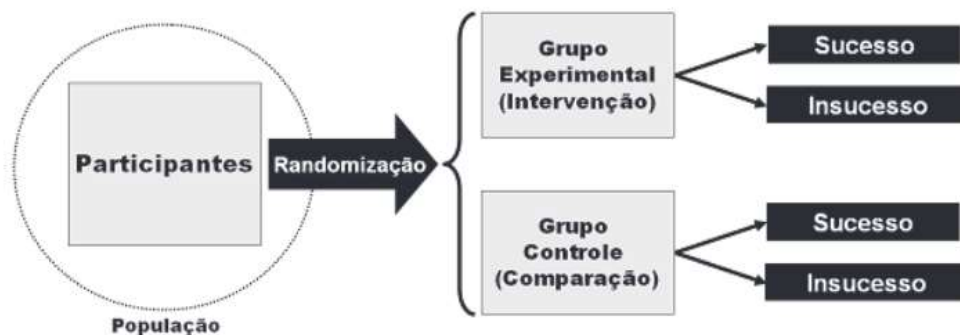 Participantes
População
Randomização
Grupo
Experimental
(Intervenção)
Sucesso
Insucesso
Grupo
Controle
(Comparação)
Sucesso
Insucesso